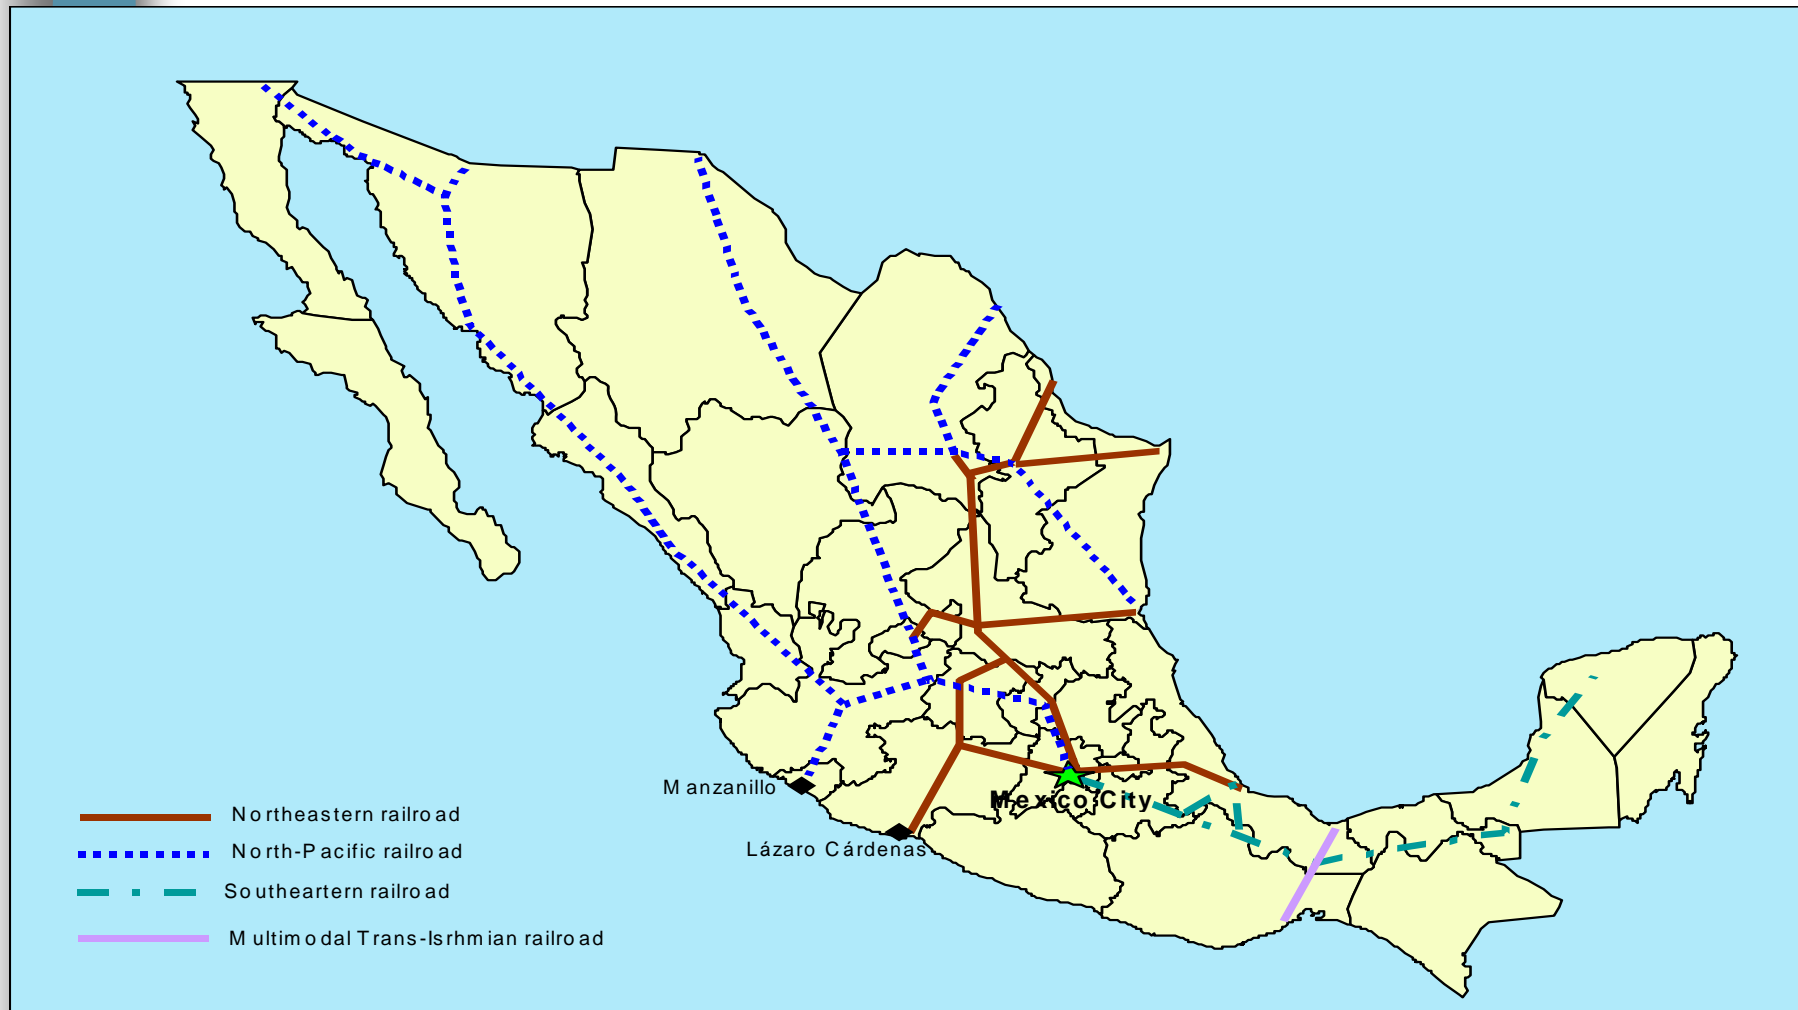 Manzanillo
Mexico City
Lázaro Cárdenas
Northeastern railroad
North-Pacific railroad
Southeartern railroad
Multimodal Trans-Isrhmian railroad